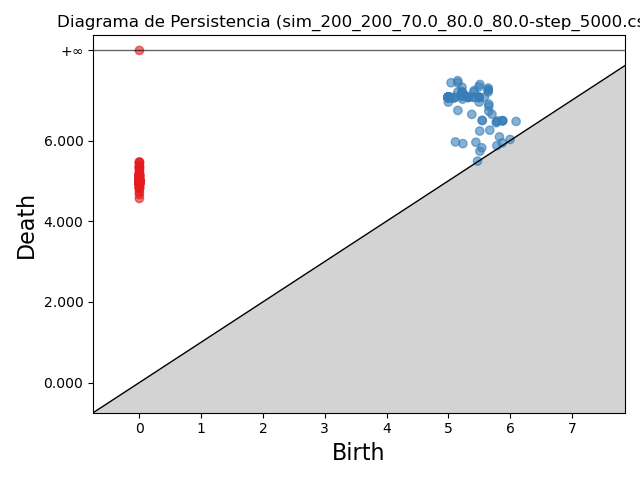 Diagrama de Persistencia (sim_200_200_70.0_80.0_80.0-step_5000.cs
+∞
6.000
4.000
2.000
0.000
Death
0 1 2 3 4 5 6 7
Birth